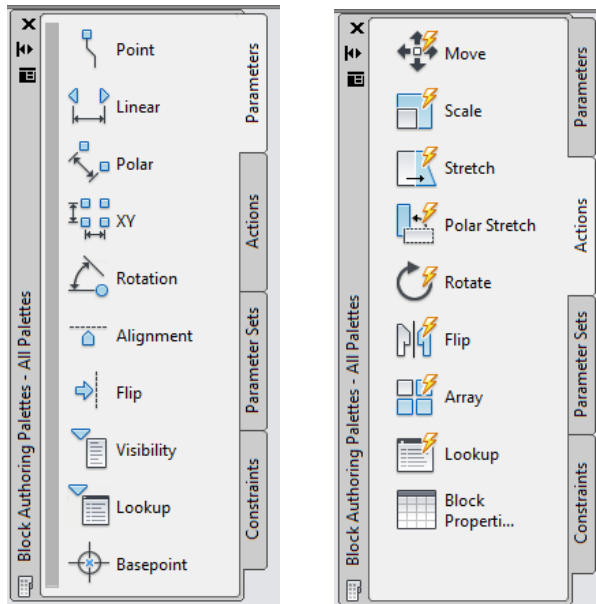 Point
Linear
Polar
XY
Rotation
Alignment
Flip
Visibility
Lookup
Basepoint
Parameters
Actions
Parameter Sets
Constraints
Block Authoring Palettes - All Palettes
Move
Scale
Stretch
Polar Stretch
Rotate
Flip
Array
Lookup
Block
Properti...
Parameters
Actions
Parameter Sets
Constraints
Block Authoring Palettes - All Palettes